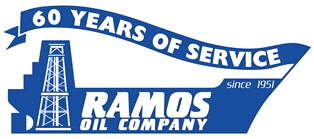 60 YEARS OF SERVICE
since 1951
RAMOS
OIL COMPANY